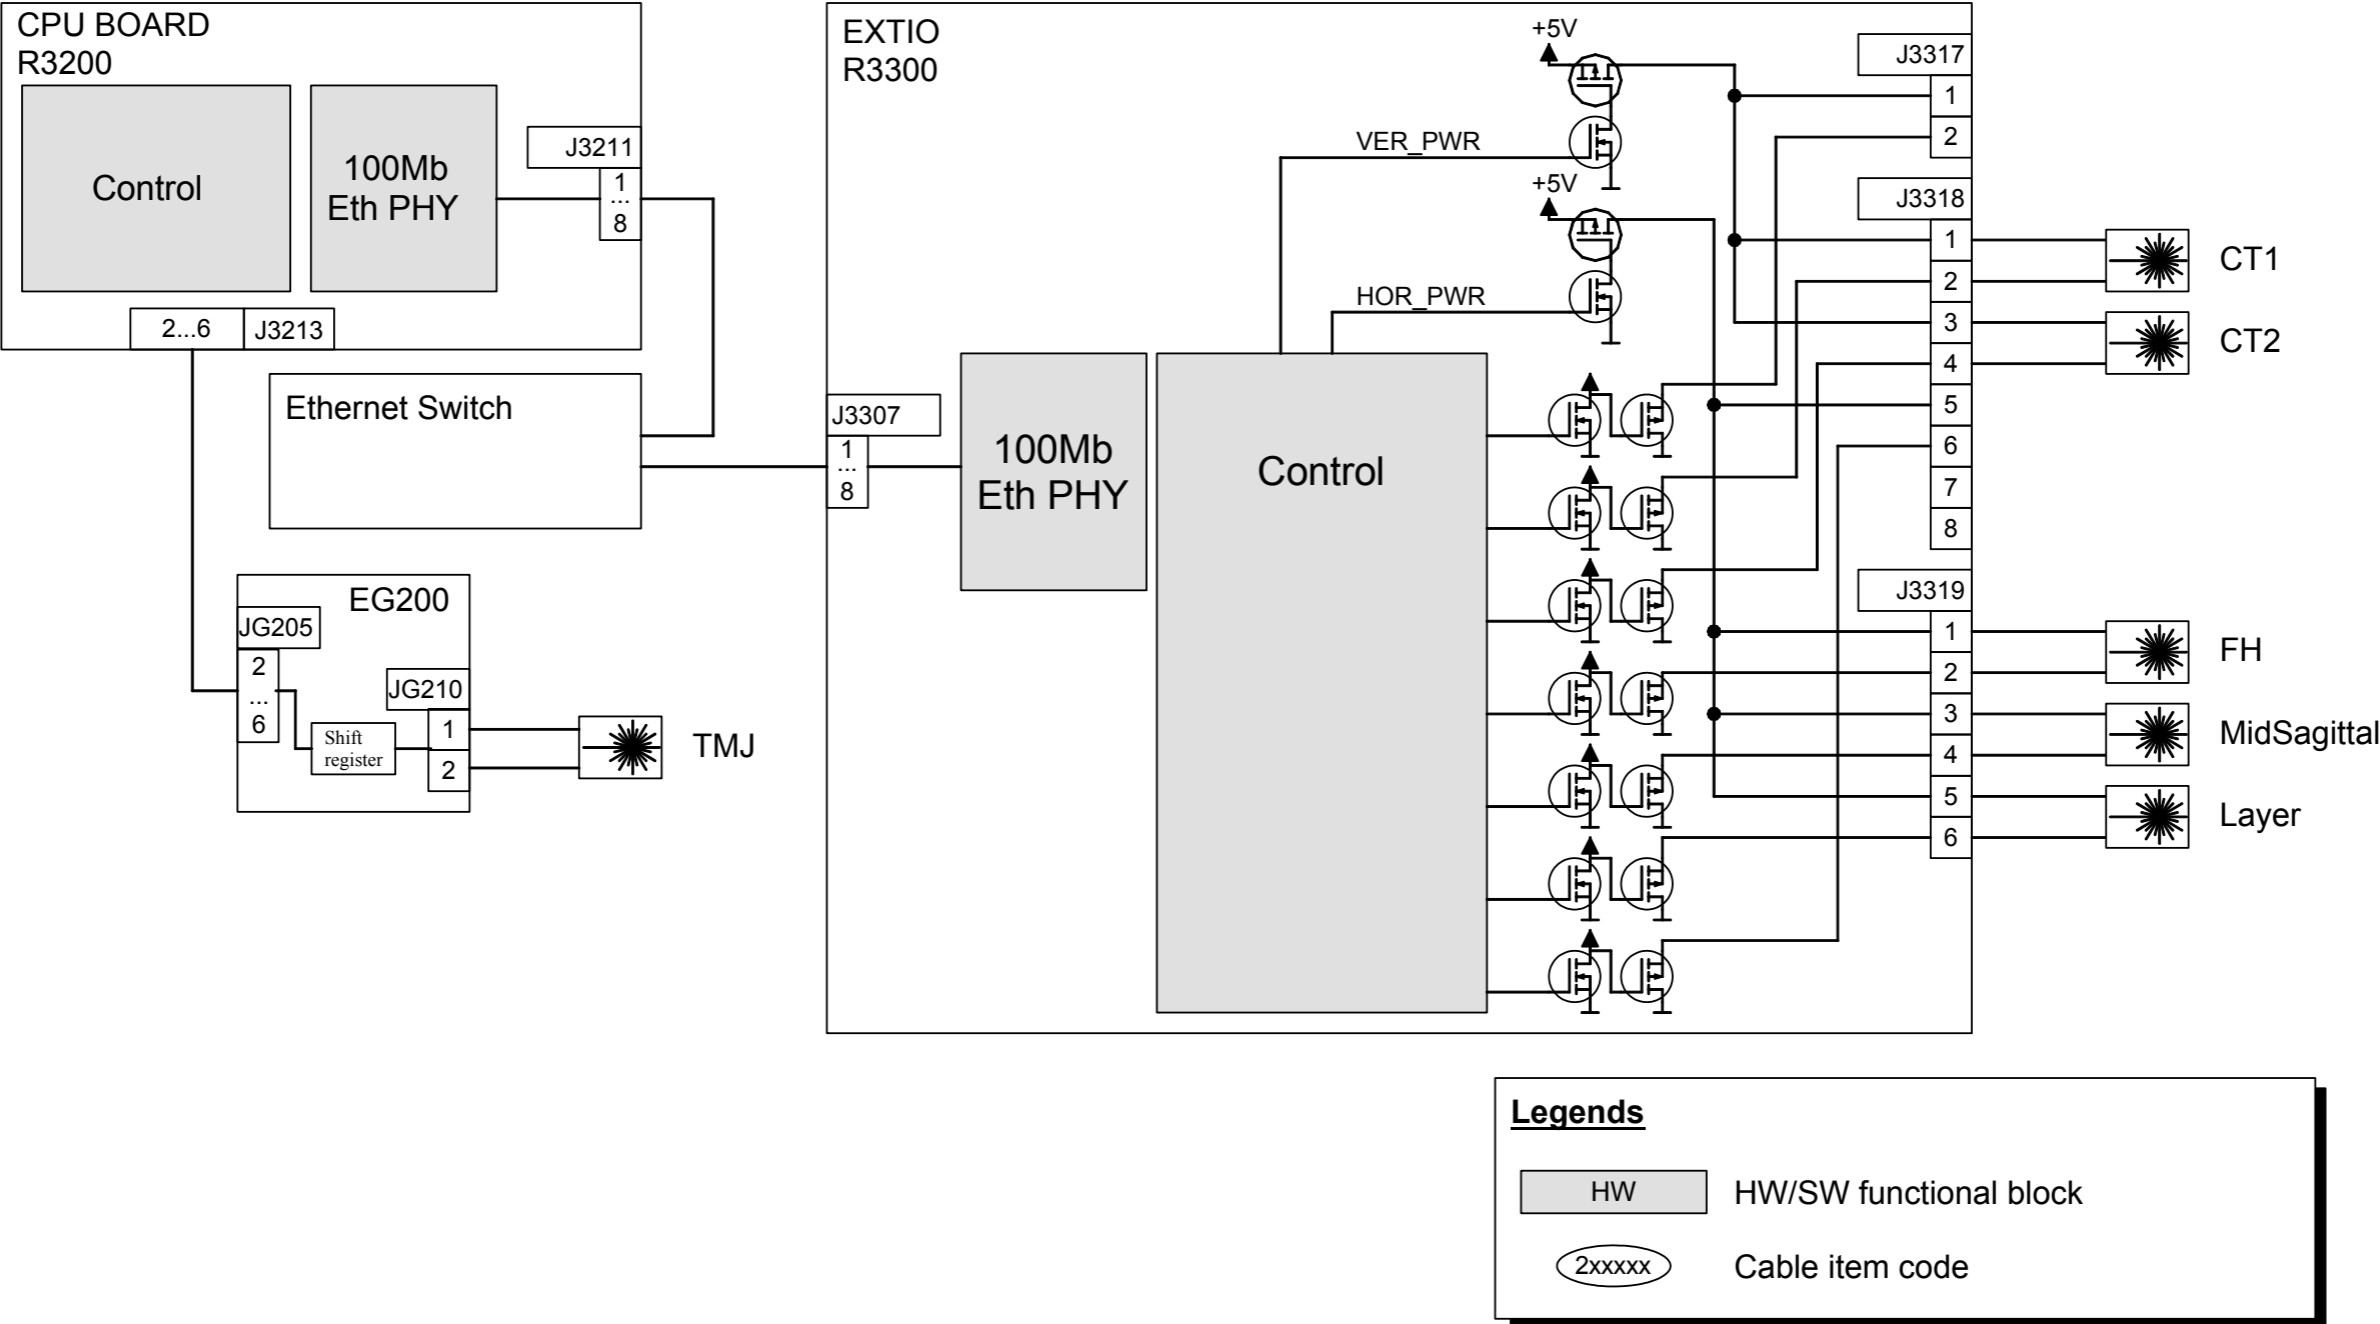 CPU BOARD
R3200
Control
100Mb
Eth PHY
J3211
1
...
8
2...6
J3213
Ethernet Switch
EG200
JG205
2
...
6
Shift
register
JG210
1
2
TMJ
EXTIO
R3300
J3307
1
...
8
100Mb
Eth PHY
Control
VER_PWR
HOR_PWR
+5V
+5V
J3317
1
2
J3318
1
2
3
4
5
6
7
8
J3319
1
2
3
4
5
6
CT1
CT2
FH
MidSagittal
Layer
Legends
HW
HW/SW functional block
2xxxxx
Cable item code